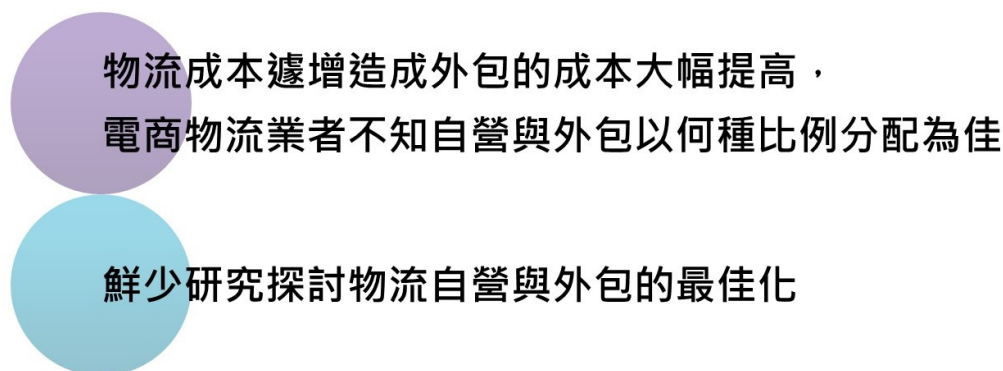 物流成本遽增造成外包的成本大幅提高，
電商物流業者不知自營與外包以何種比例分配為佳
鮮少研究探討物流自營與外包的最佳化